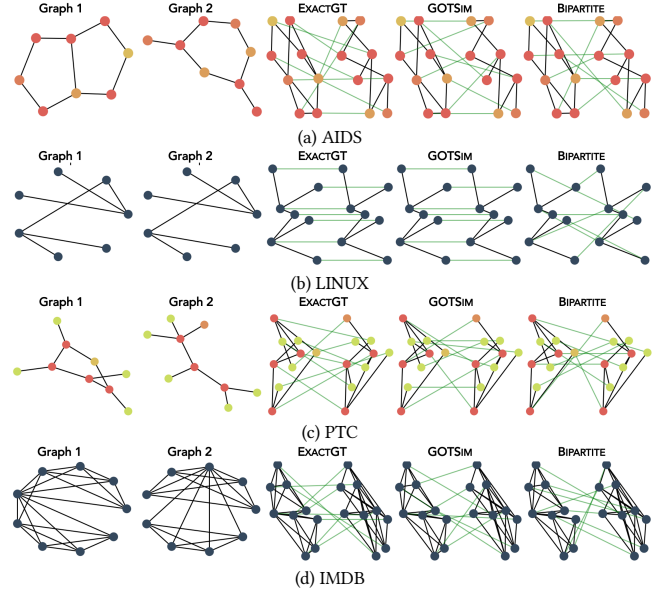 Graph 1 Graph 2 EXACTGT GOTSIM BIPARTITE
(a) AIDS
Graph 1 Graph 2 EXACTGT GOTSIM BIPARTITE
(b) LINUX
Graph 1 Graph 2 EXACTGT GOTSIM BIPARTITE
(c) PTC
Graph 1 Graph 2 EXACTGT GOTSIM BIPARTITE
(d) IMDB